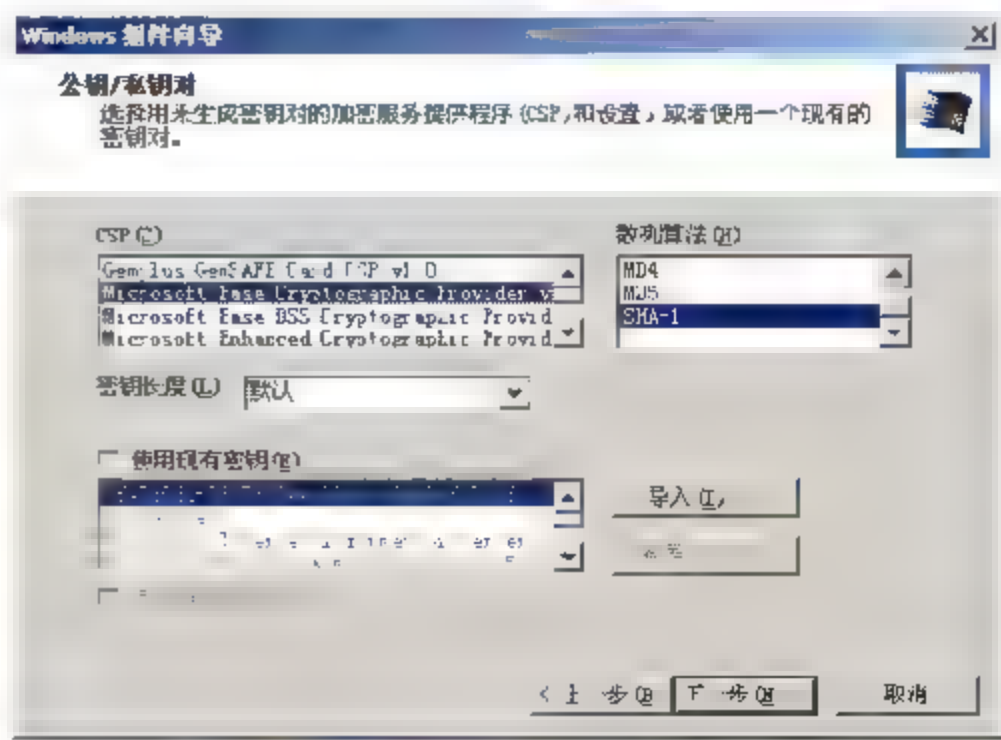 Windows 组件向导
公钥/私钥对
选择用来生成密钥对的加密服务提供程序(CSP)和设置，或者使用一个现有的
密钥对。
CSP(C)
散列算法(H)
Gemplus GemSAFE Card CSP v1.0
MD4
Microsoft Base Cryptographic Provider v
MD5
Microsoft Base DSS Cryptographic Provid
SHA-1
Microsoft Enhanced Cryptographic Provid
密钥长度(L)
默认
使用现有密钥(E)
导入(I)
< 上一步(B)
下一步(N)
取消